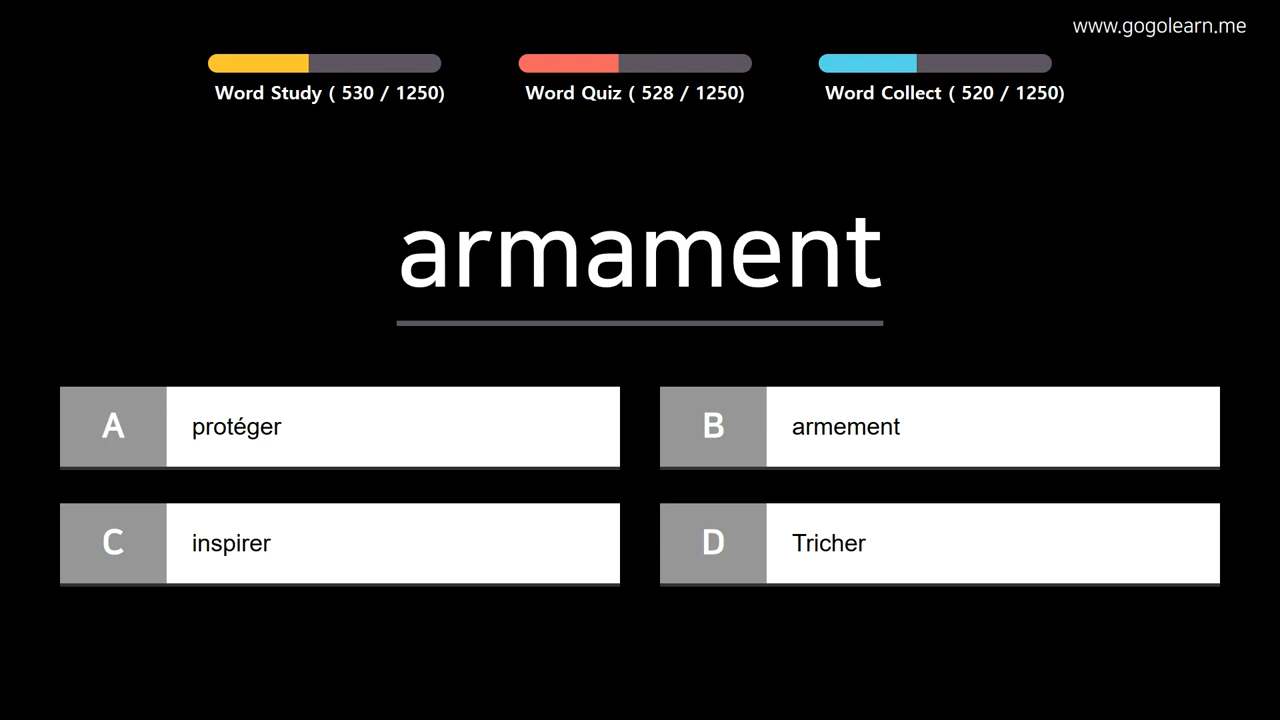 www.gogolearn.me
Word Study ( 530 / 1250)
Word Quiz ( 528 / 1250)
Word Collect ( 520 / 1250)
armament
A protéger
B armement
C inspirer
D Tricher